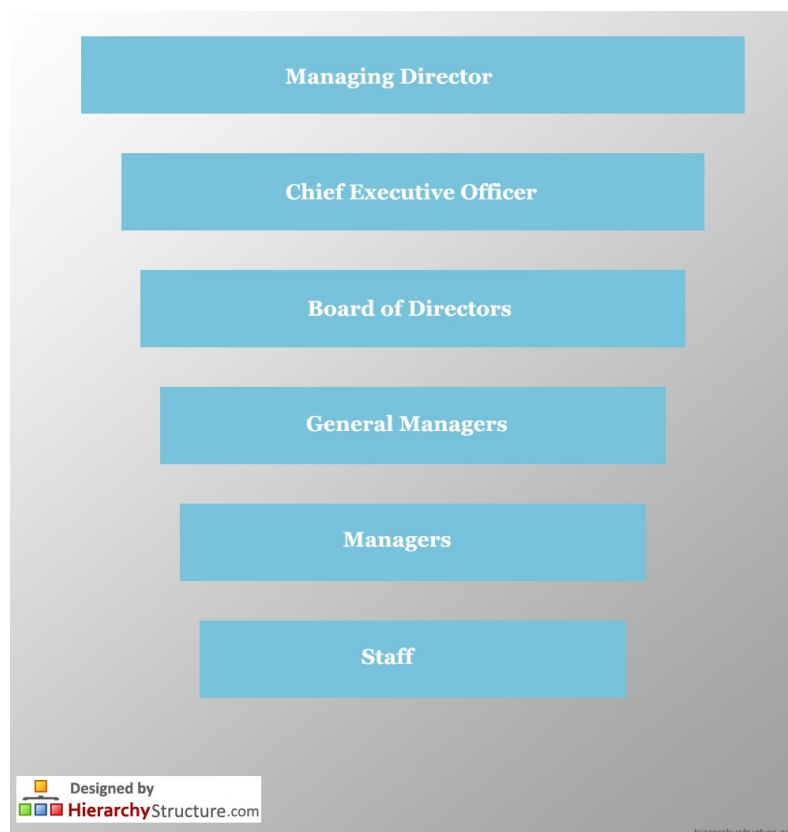 Managing Director
Chief Executive Officer
Board of Directors
General Managers
Managers
Staff
Designed by
HierarchyStructure.com